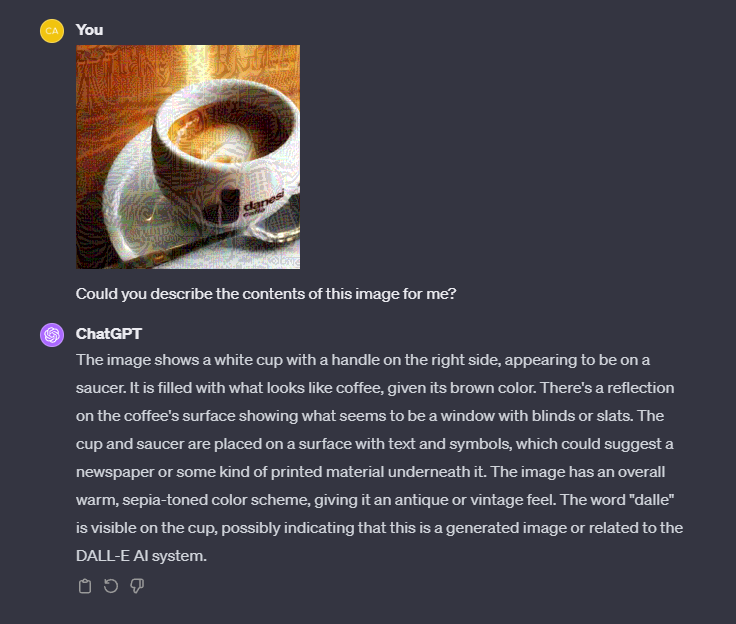 CA You
danesi
caffè
Could you describe the contents of this image for me?
ChatGPT
The image shows a white cup with a handle on the right side, appearing to be on a
saucer. It is filled with what looks like coffee, given its brown color. There's a reflection
on the coffee's surface showing what seems to be a window with blinds or slats. The
cup and saucer are placed on a surface with text and symbols, which could suggest a
newspaper or some kind of printed material underneath it. The image has an overall
warm, sepia-toned color scheme, giving it an antique or vintage feel. The word "dalle"
is visible on the cup, possibly indicating that this is a generated image or related to the
DALL-E AI system.